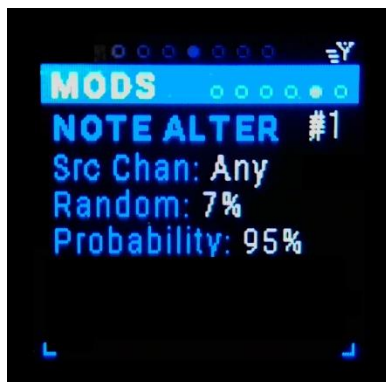 MODS
NOTE ALTER #1
Src Chan: Any
Random: 7%
Probability: 95%